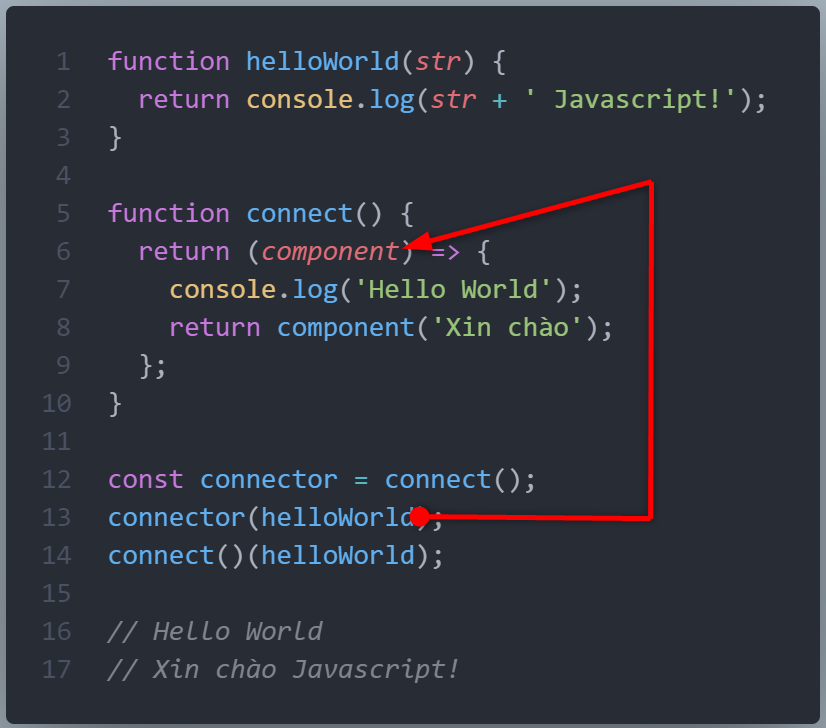 1 function helloWorld(str) {
2   return console.log(str + ' Javascript!');
3 }
4
5 function connect() {
6   return (component) => {
7     console.log('Hello World');
8     return component('Xin chào');
9   };
10 }
11
12 const connector = connect();
13 connector(helloWorld);
14 connect()(helloWorld);
15
16 // Hello World
17 // Xin chào Javascript!